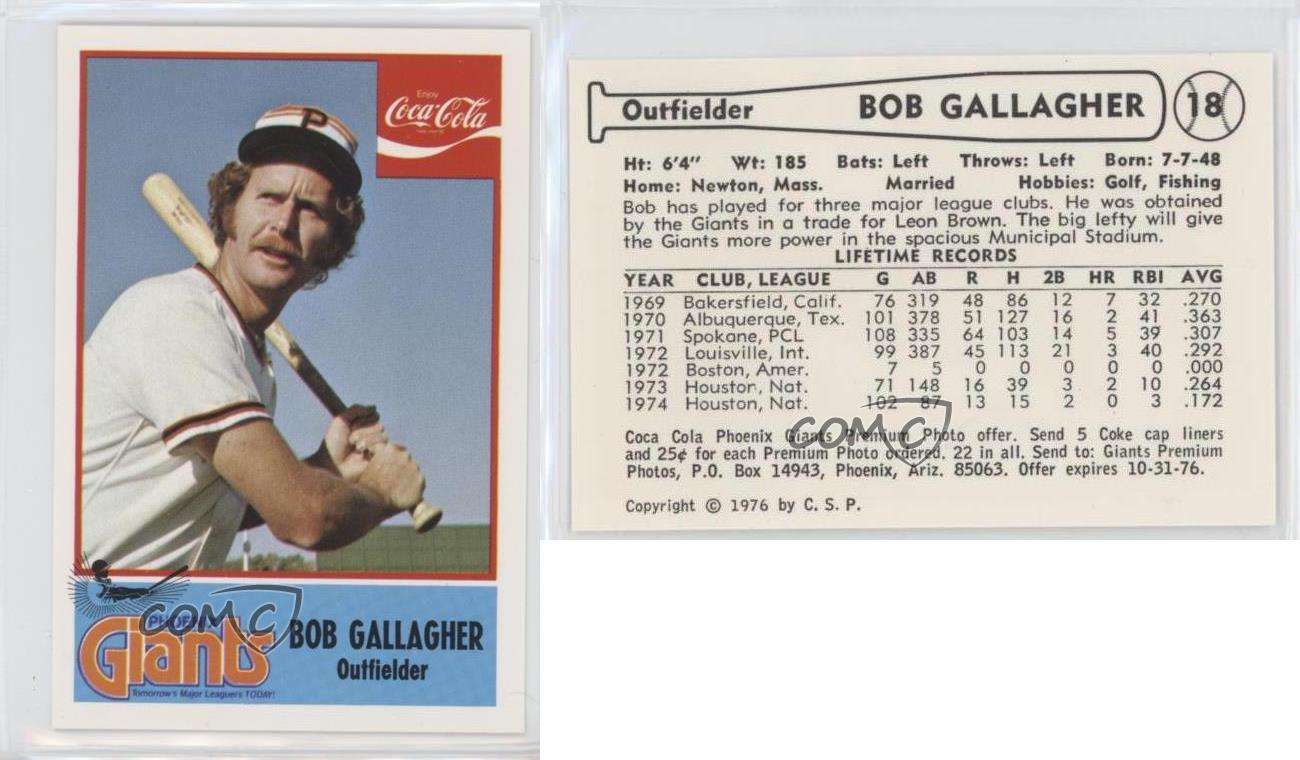 Enjoy
Coca-Cola
P
PHOENIX
Giants
Tomorrow's Major Leaguers TODAY!
BOB GALLAGHER
Outfielder
COMC
Outfielder BOB GALLAGHER 18
Ht: 6'4" Wt: 185 Bats: Left Throws: Left Born: 7-7-48
Home: Newton, Mass. Married Hobbies: Golf, Fishing
Bob has played for three major league clubs. He was obtained
by the Giants in a trade for Leon Brown. The big lefty will give
the Giants more power in the spacious Municipal Stadium.
LIFETIME RECORDS
YEAR CLUB, LEAGUE G AB R H 2B HR RBI AVG
1969 Bakersfield, Calif. 76 319 48 86 12 7 32 .270
1970 Albuquerque, Tex. 101 378 51 127 16 2 41 .363
1971 Spokane, PCL 108 335 64 103 14 5 39 .307
1972 Louisville, Int. 99 387 45 113 21 3 40 .292
1972 Boston, Amer. 7 5 0 0 0 0 0 .000
1973 Houston, Nat. 71 148 16 39 3 2 10 .264
1974 Houston, Nat. 102 87 13 15 2 0 3 .172
COMC
Coca Cola Phoenix Giants Premium Photo offer. Send 5 Coke cap liners
and 25¢ for each Premium Photo ordered. 22 in all. Send to: Giants Premium
Photos, P.O. Box 14943, Phoenix, Ariz. 85063. Offer expires 10-31-76.
Copyright © 1976 by C. S. P.